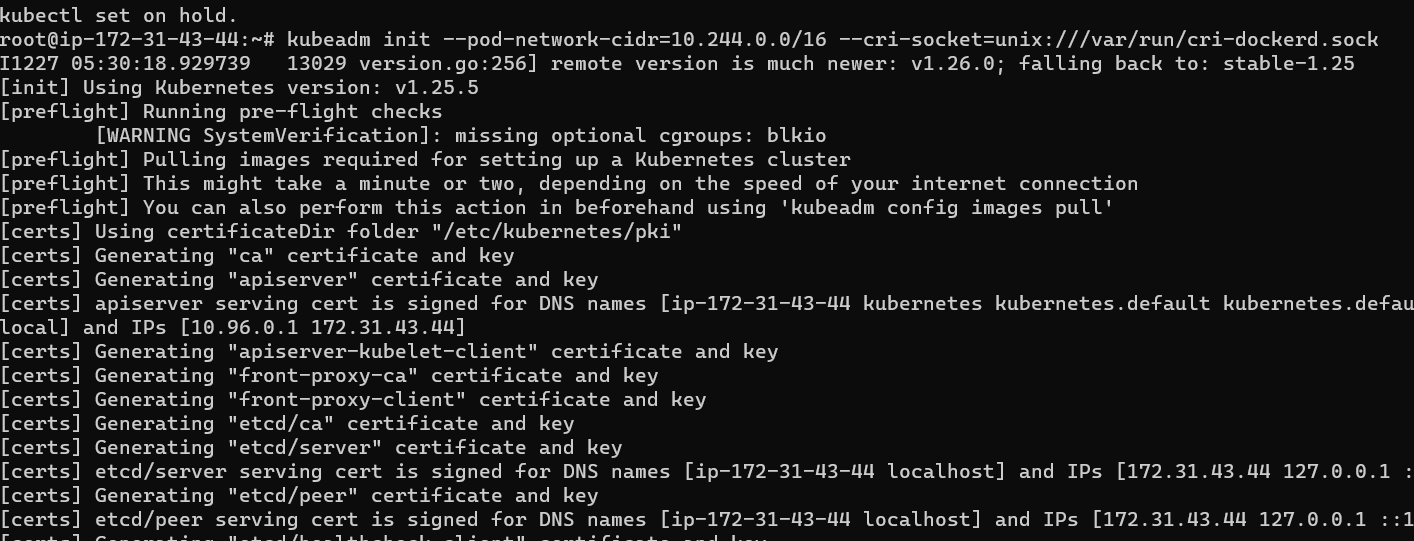 kubectl set on hold.
root@ip-172-31-43-44:~# kubeadm init --pod-network-cidr=10.244.0.0/16 --cri-socket=unix:///var/run/cri-dockerd.sock
I1227 05:30:18.929739   13029 version.go:256] remote version is much newer: v1.26.0; falling back to: stable-1.25
[init] Using Kubernetes version: v1.25.5
[preflight] Running pre-flight checks
        [WARNING SystemVerification]: missing optional cgroups: blkio
[preflight] Pulling images required for setting up a Kubernetes cluster
[preflight] This might take a minute or two, depending on the speed of your internet connection
[preflight] You can also perform this action in beforehand using 'kubeadm config images pull'
[certs] Using certificateDir folder "/etc/kubernetes/pki"
[certs] Generating "ca" certificate and key
[certs] Generating "apiserver" certificate and key
[certs] apiserver serving cert is signed for DNS names [ip-172-31-43-44 kubernetes kubernetes.default kubernetes.defau
local] and IPs [10.96.0.1 172.31.43.44]
[certs] Generating "apiserver-kubelet-client" certificate and key
[certs] Generating "front-proxy-ca" certificate and key
[certs] Generating "front-proxy-client" certificate and key
[certs] Generating "etcd/ca" certificate and key
[certs] Generating "etcd/server" certificate and key
[certs] etcd/server serving cert is signed for DNS names [ip-172-31-43-44 localhost] and IPs [172.31.43.44 127.0.0.1 :
[certs] Generating "etcd/peer" certificate and key
[certs] etcd/peer serving cert is signed for DNS names [ip-172-31-43-44 localhost] and IPs [172.31.43.44 127.0.0.1 ::1
[certs] Generating "etcd/healthcheck-client" certificate and key